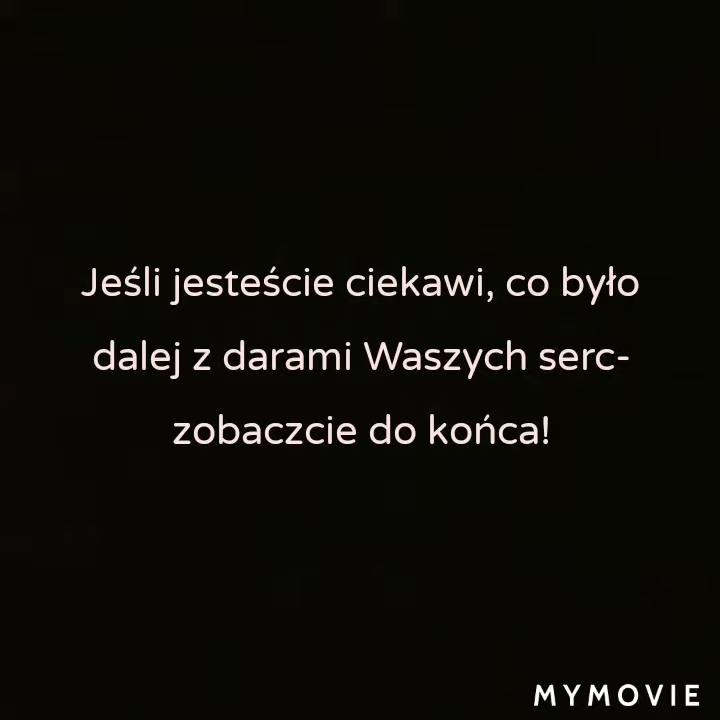 Jeśli jesteście ciekawi, co było
dalej z darami Waszych serc-
zobaczcie do końca!
MYMOVIE